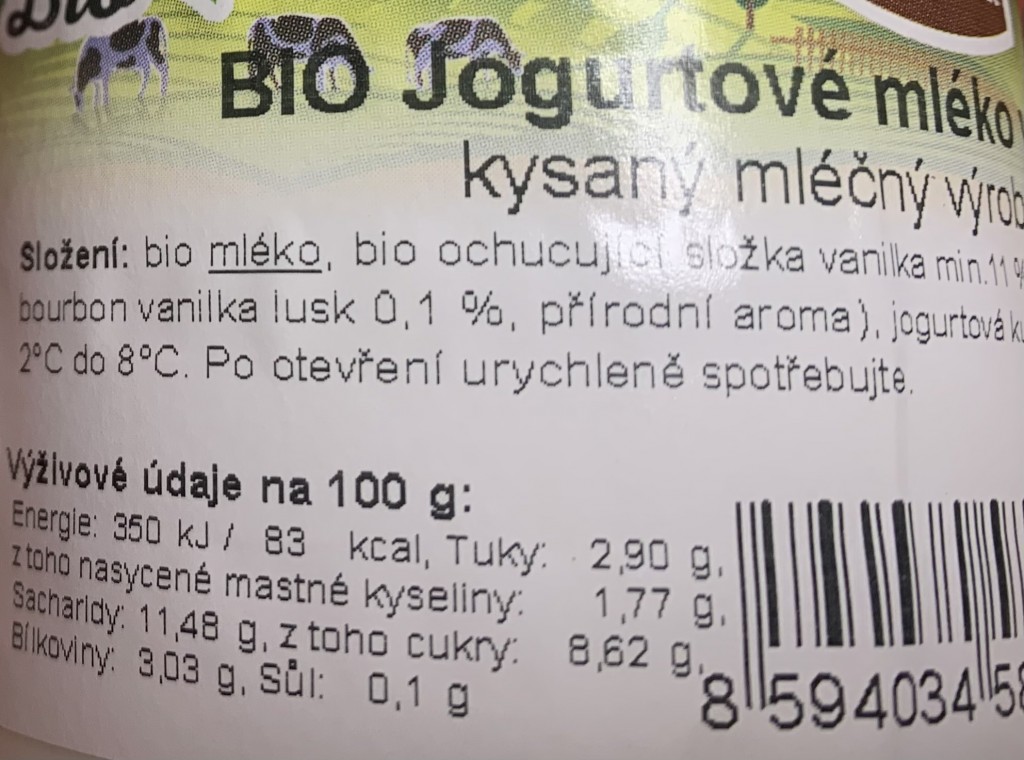 Bio
BIO Jogurtové mléko
kysaný mléčný výrob
Složení: bio mléko, bio ochucující složka vanilka min.11 %
bourbon vanilka lusk 0,1 %, přírodní aroma), jogurtová ku
2°C do 8°C. Po otevření urychleně spotřebujte.
Výživové údaje na 100 g:
Energie: 350 kJ / 83 kcal, Tuky: 2,90 g,
z toho nasycené mastné kyseliny: 1,77 g,
Sacharidy: 11,48 g, z toho cukry: 8,62 g,
Bílkoviny: 3,03 g, Sůl: 0,1 g
8 594034 58